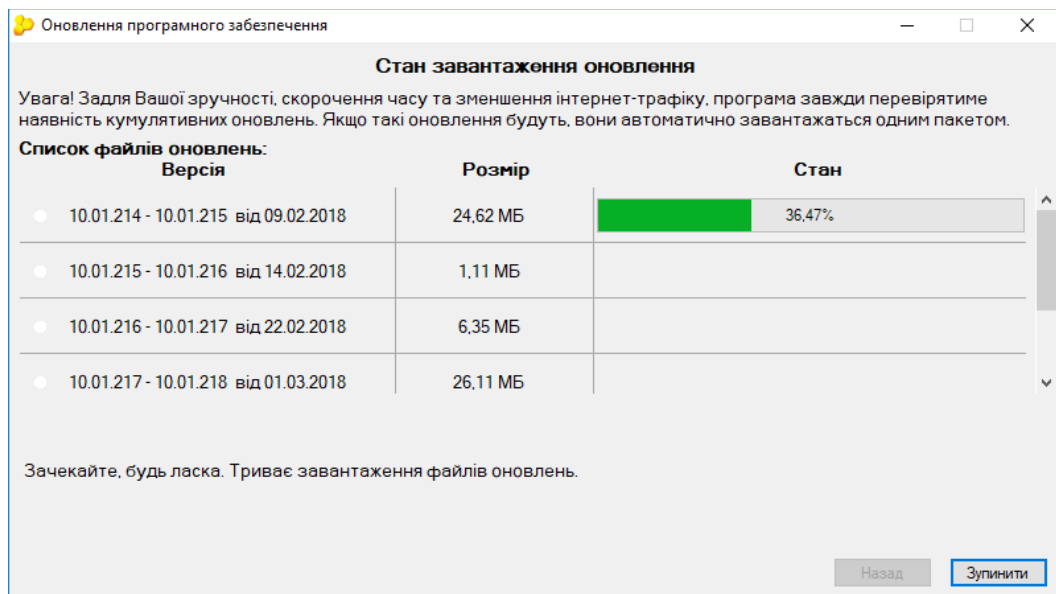 Оновлення програмного забезпечення
Стан завантаження оновлення
Увага! Задля Вашої зручності, скорочення часу та зменшення інтернет-трафіку, програма завжди перевірятиме
наявність кумулятивних оновлень. Якщо такі оновлення будуть, вони автоматично завантажаться одним пакетом.
Список файлів оновлень:
Версія Розмір Стан
10.01.214 - 10.01.215 від 09.02.2018 24,62 МБ 36,47%
10.01.215 - 10.01.216 від 14.02.2018 1,11 МБ
10.01.216 - 10.01.217 від 22.02.2018 6,35 МБ
10.01.217 - 10.01.218 від 01.03.2018 26,11 МБ
Зачекайте, будь ласка. Триває завантаження файлів оновлень.
Назад Зупинити